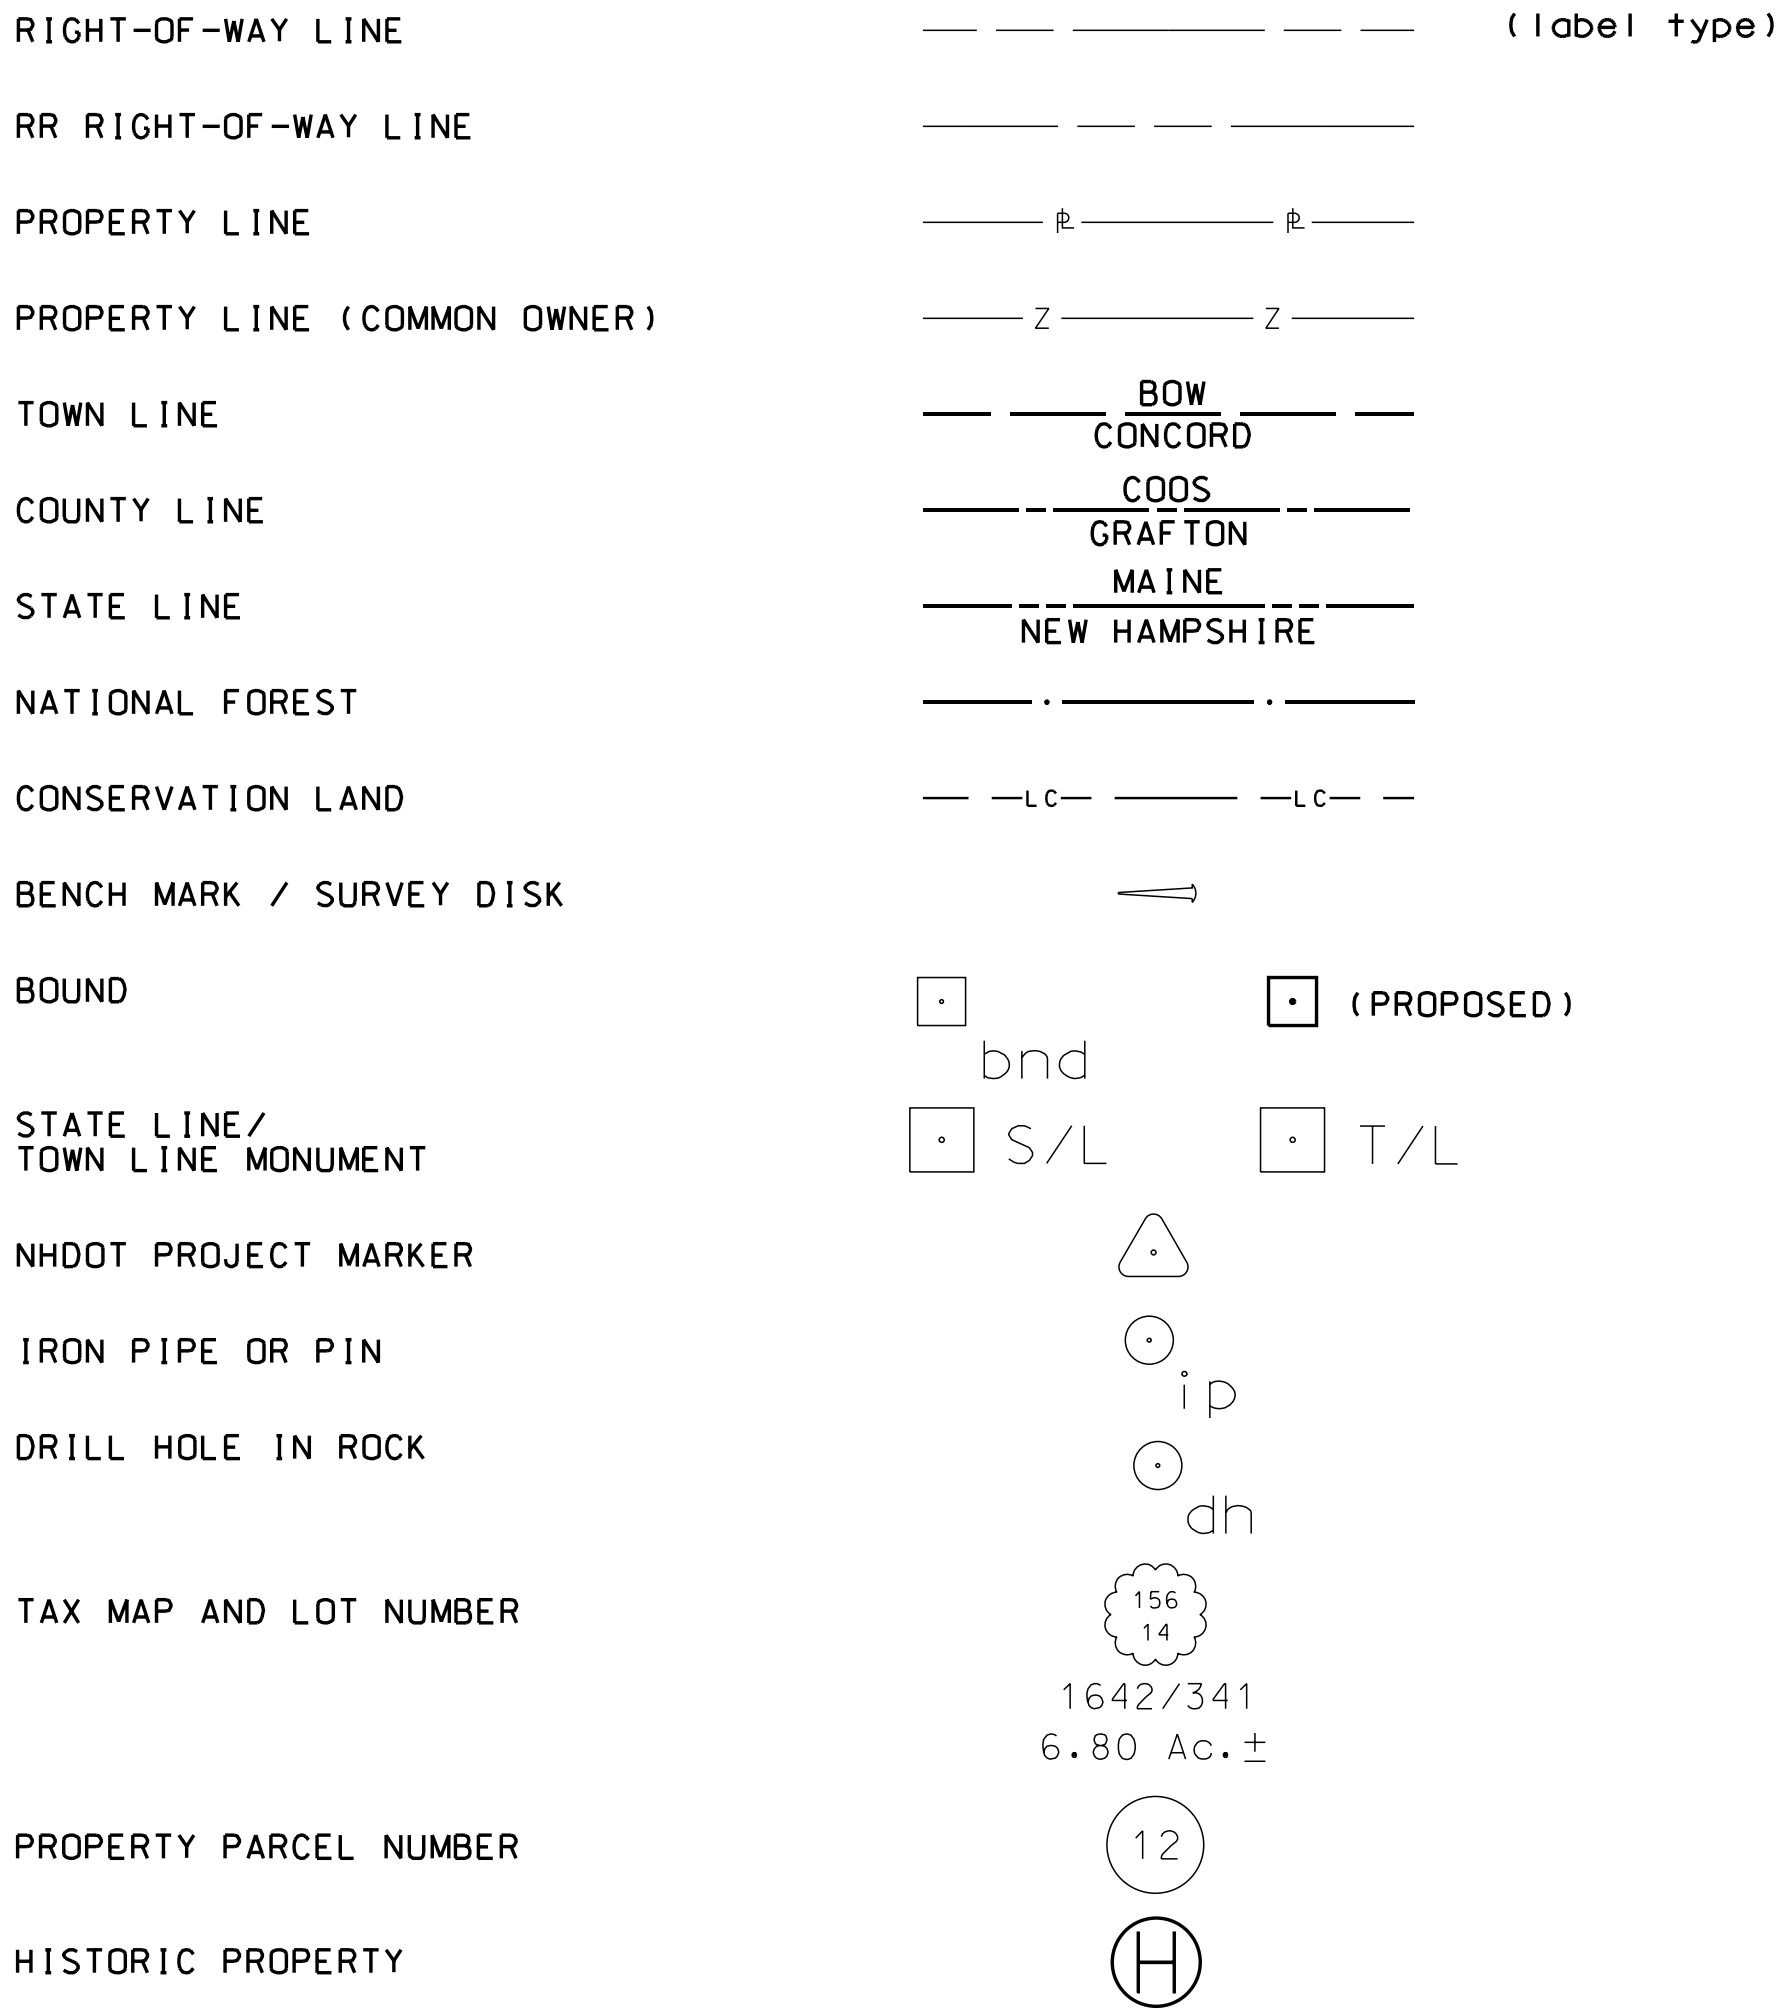 RIGHT-OF-WAY LINE (label type)
RR RIGHT-OF-WAY LINE
PROPERTY LINE PL PL
PROPERTY LINE (COMMON OWNER) Z Z
TOWN LINE BOW
CONCORD
COUNTY LINE COOS
GRAFTON
STATE LINE MAINE
NEW HAMPSHIRE
NATIONAL FOREST
CONSERVATION LAND LC LC
BENCH MARK / SURVEY DISK
BOUND (PROPOSED)
bnd
STATE LINE/
TOWN LINE MONUMENT S/L T/L
NHDOT PROJECT MARKER
IRON PIPE OR PIN
ip
DRILL HOLE IN ROCK
dh
TAX MAP AND LOT NUMBER 156
14
1642/341
6.80 Ac.±
PROPERTY PARCEL NUMBER 12
HISTORIC PROPERTY H